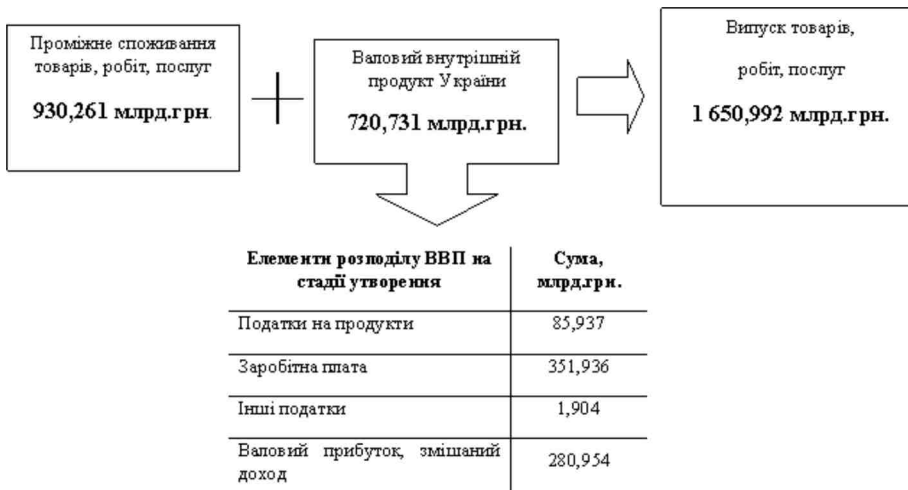 Проміжне споживання
товарів, робіт, послуг
930,261 млрд.грн.
Валовий внутрішній
продукт України
720,731 млрд.грн.
Випуск товарів,
робіт, послуг
1 650,992 млрд.грн.
Елементи розподілу ВВП на
стадії утворення
Сума,
млрд.грн.
Податки на продукти
85,937
Заробітна плата
351,936
Інші податки
1,904
Валовий прибуток, змішаний
доход
280,954